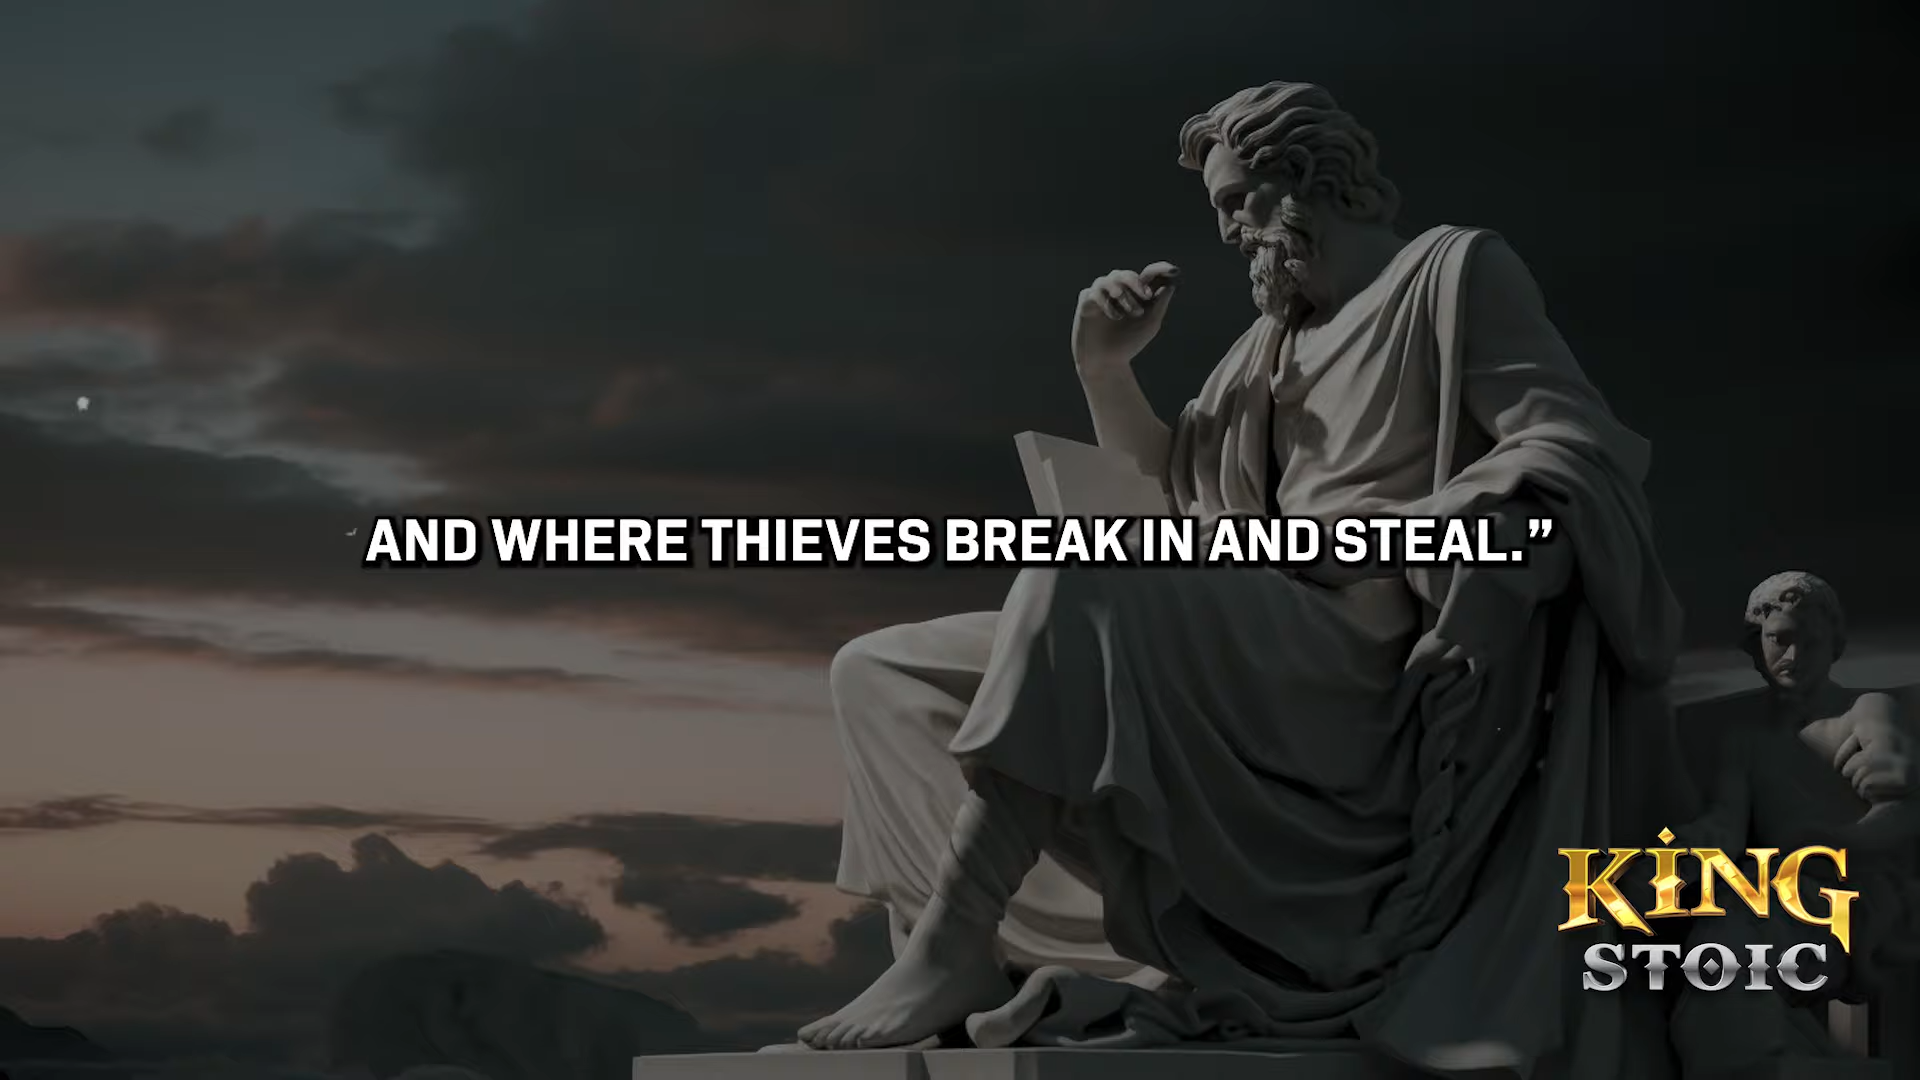 AND WHERE THIEVES BREAK IN AND STEAL.”
KING
STOIC